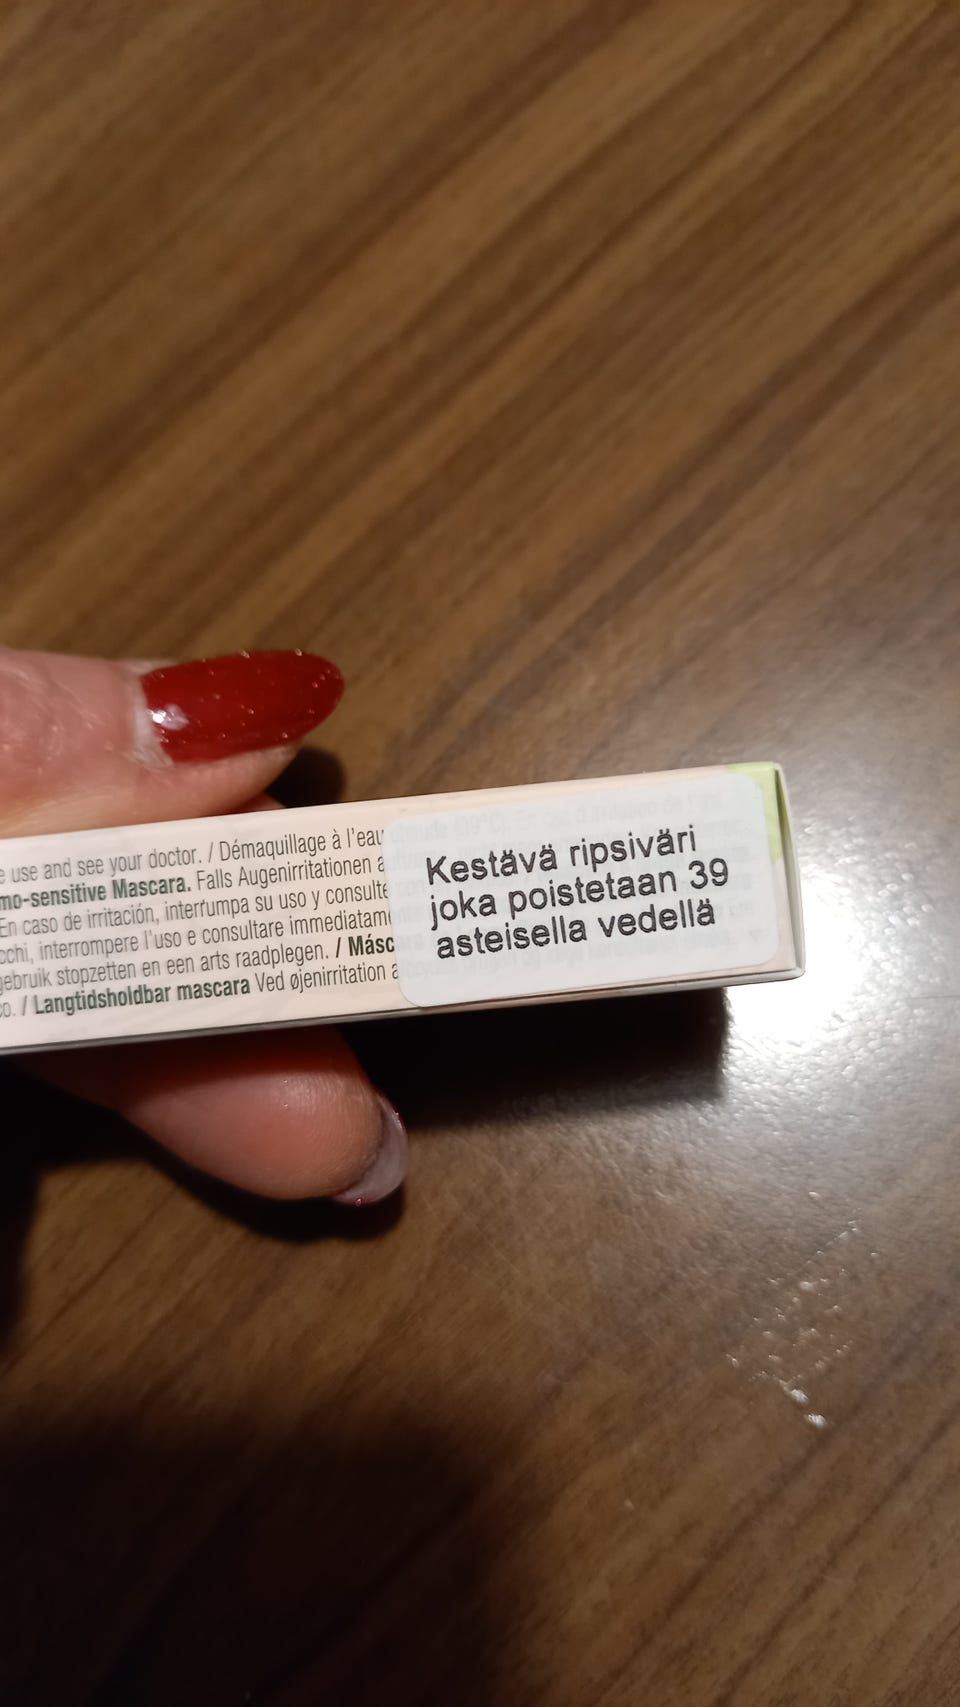 e use and see your doctor. / Démaquillage à l'eau
mo-sensitive Mascara. Falls Augenirritationen a
En caso de irritación, interrumpa su uso y consulte
cchi, interrompere l'uso e consultare immediatame
gebruik stopzetten en een arts raadplegen. / Másc
co. / Langtidsholdbar mascara Ved øjenirritation a
Kestävä ripsiväri
joka poistetaan 39
asteisella vedellä